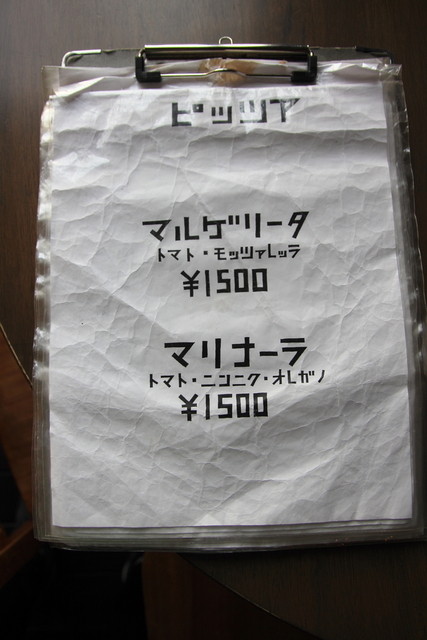 ピッツア
マルゲリータ
トマト・モッツァレッラ
¥1500
マリナーラ
トマト・ニンニク・オレガノ
¥1500